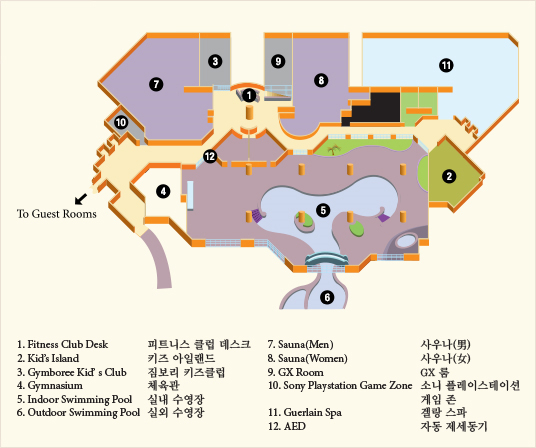 3
9
7
8
11
1
10
12
2
4
5
To Guest Rooms
6
1. Fitness Club Desk 피트니스 클럽 데스크
2. Kid's Island 키즈 아일랜드
3. Gymboree Kid' s Club 짐보리 키즈클럽
4. Gymnasium 체육관
5. Indoor Swimming Pool 실내 수영장
6. Outdoor Swimming Pool 실외 수영장
7. Sauna(Men) 사우나(男)
8. Sauna(Women) 사우나(女)
9. GX Room GX 룸
10. Sony Playstation Game Zone 소니 플레이스테이션
게임 존
11. Guerlain Spa 겔랑 스파
12. AED 자동 제세동기